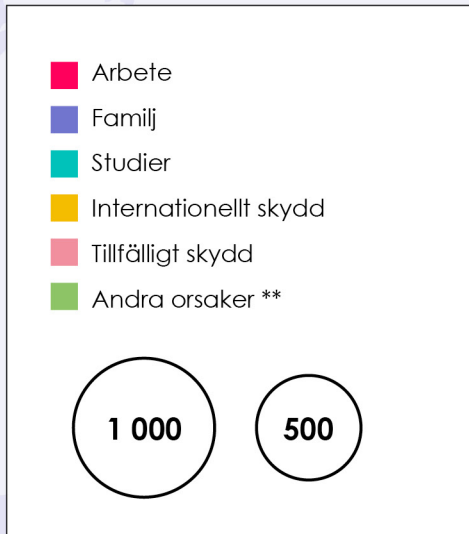 Arbete
Familj
Studier
Internationellt skydd
Tillfälligt skydd
Andra orsaker **
1 000
500